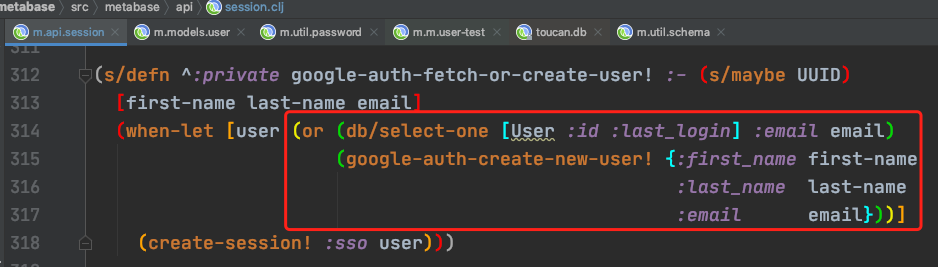 metabase › src › metabase › api › session.clj
m.api.session × m.models.user × m.util.password × m.m.user-test × toucan.db × m.util.schema ×
311
312 (s/defn ^:private google-auth-fetch-or-create-user! :- (s/maybe UUID)
313 [first-name last-name email]
314 (when-let [user (or (db/select-one [User :id :last_login] :email email)
315 (google-auth-create-new-user! {:first_name first-name
316 :last_name last-name
317 :email email}))]
318 (create-session! :sso user)))